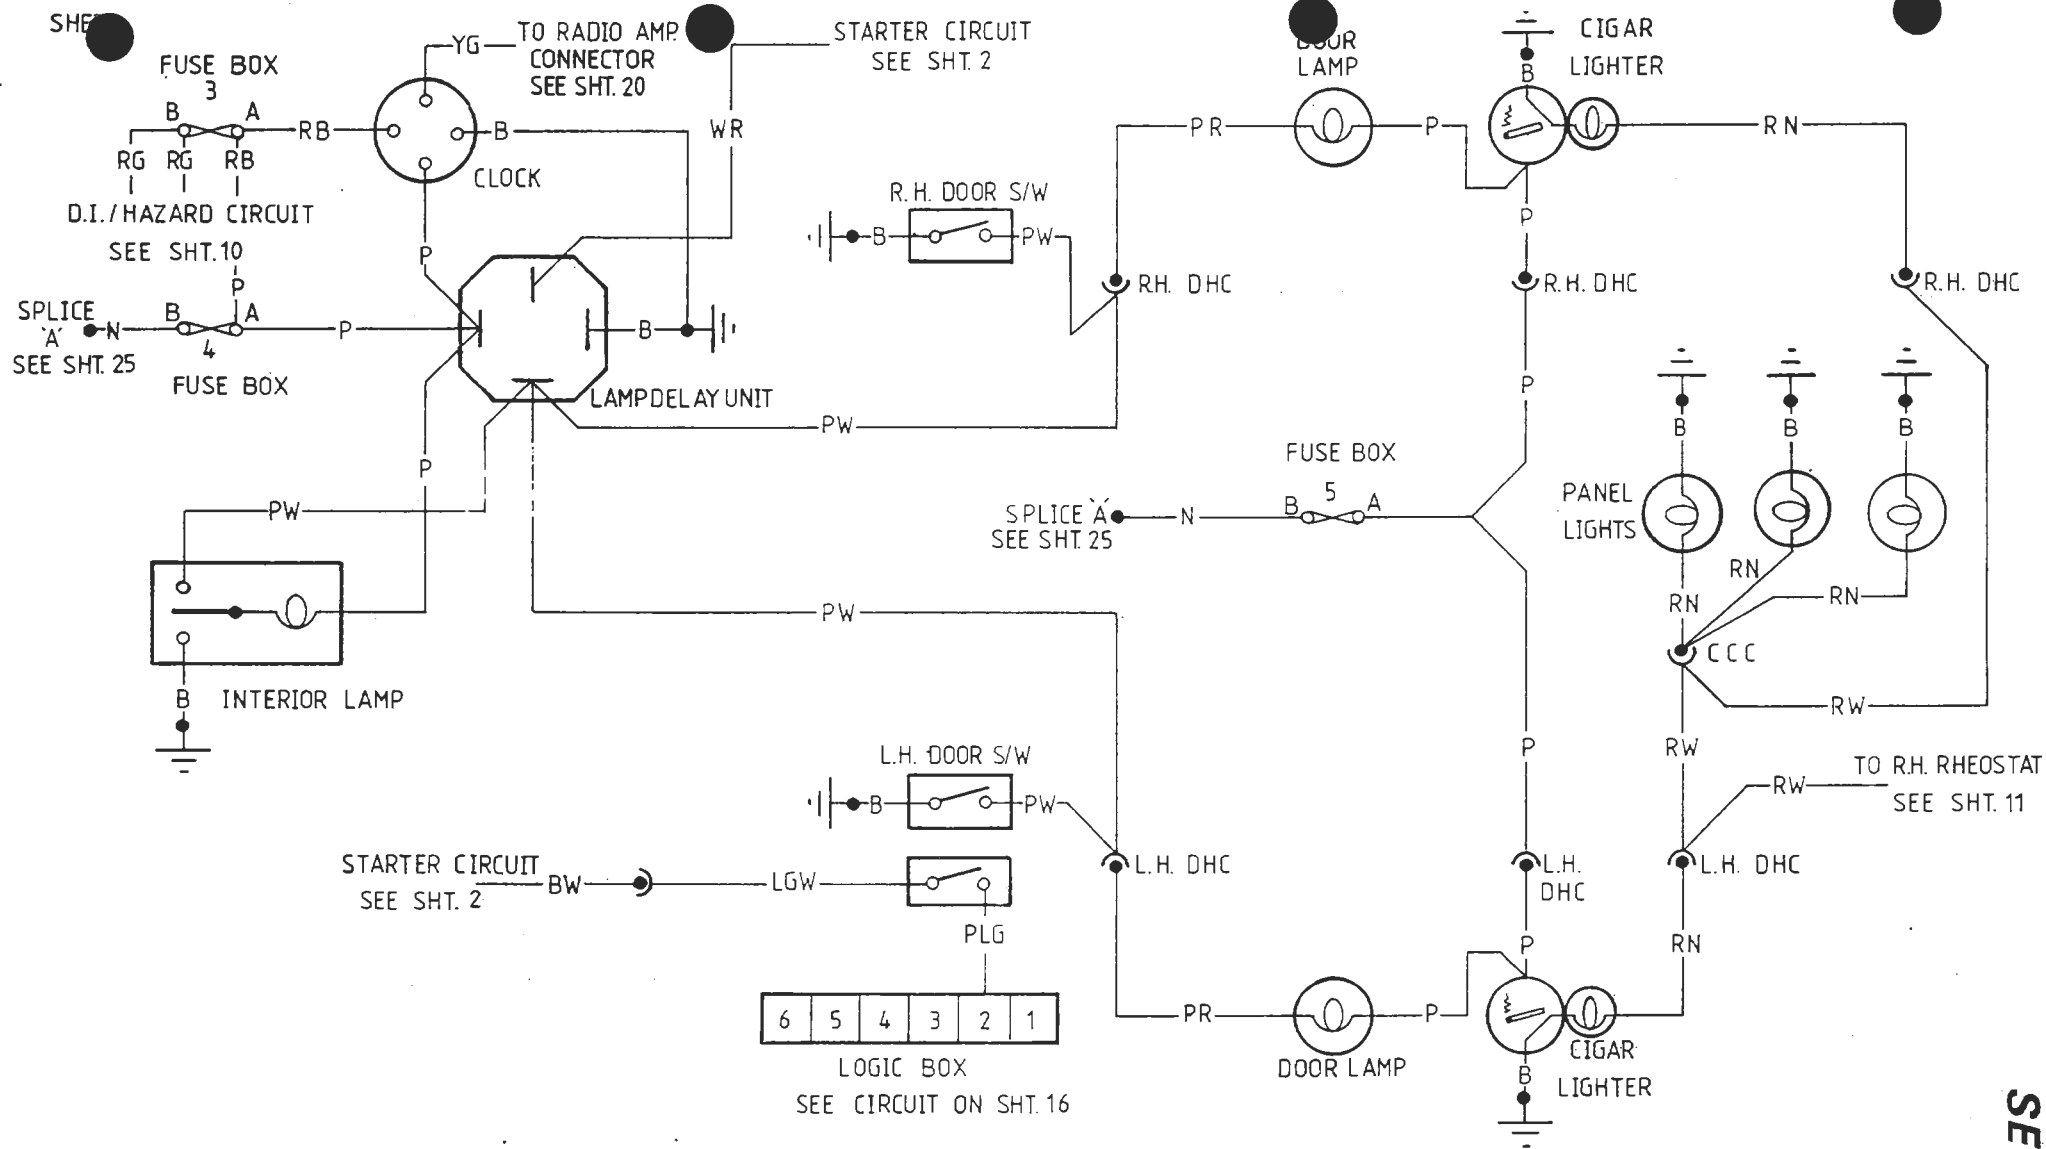 TO RADIO AMP.
CONNECTOR
SEE SHT. 20
YG
STARTER CIRCUIT
SEE SHT. 2
LAMP
CIGAR
LIGHTER
B
FUSE BOX
3
B
A
RB
B
WR
PR
P
RN
RG
RG
RB
CLOCK
D.I./HAZARD CIRCUIT
SEE SHT. 10
R.H. DOOR S/W
B
PW
P
P
P
R.H. DHC
R.H. DHC
R.H. DHC
SPLICE
'A'
SEE SHT. 25
N
B
A
4
FUSE BOX
P
B
LAMP DELAY UNIT
PW
P
B
B
B
P
FUSE BOX
5
SPLICE 'A'
SEE SHT. 25
N
B
A
PANEL
LIGHTS
PW
RN
RN
RN
PW
CCC
B
INTERIOR LAMP
RW
P
RW
L.H. DOOR S/W
B
PW
RW
TO R.H. RHEOSTAT
SEE SHT. 11
STARTER CIRCUIT
SEE SHT. 2
BW
LGW
L.H. DHC
L.H.
DHC
L.H. DHC
PLG
P
RN
6 5 4 3 2 1
PR
P
LOGIC BOX
SEE CIRCUIT ON SHT. 16
DOOR LAMP
CIGAR
LIGHTER
B
SE